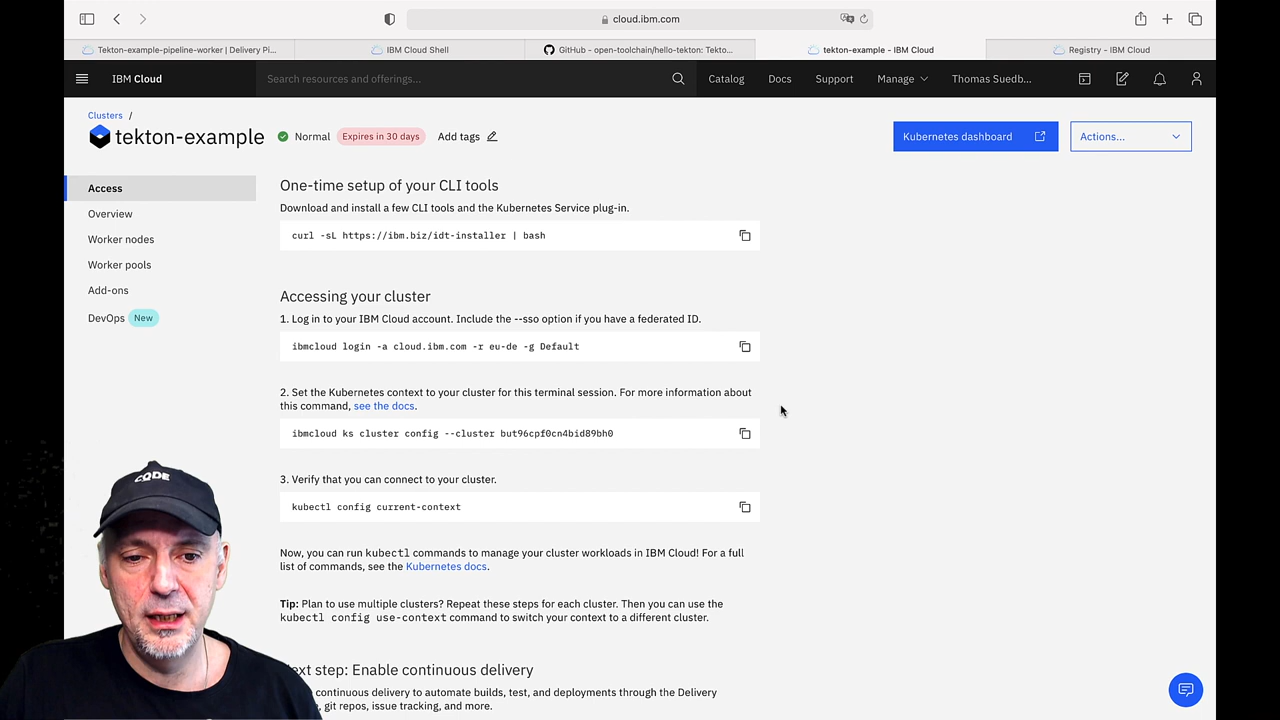 cloud.ibm.com
Tekton-example-pipeline-worker | Delivery Pi...
IBM Cloud Shell
GitHub - open-toolchain/hello-tekton: Tekto...
tekton-example - IBM Cloud
Registry - IBM Cloud
IBM Cloud
Search resources and offerings...
Catalog
Docs
Support
Manage
Thomas Suedb...
Clusters /
tekton-example
Normal
Expires in 30 days
Add tags
Kubernetes dashboard
Actions...
Access
Overview
Worker nodes
Worker pools
Add-ons
DevOps New
One-time setup of your CLI tools
Download and install a few CLI tools and the Kubernetes Service plug-in.
curl -sL https://ibm.biz/idt-installer | bash
Accessing your cluster
1. Log in to your IBM Cloud account. Include the --sso option if you have a federated ID.
ibmcloud login -a cloud.ibm.com -r eu-de -g Default
2. Set the Kubernetes context to your cluster for this terminal session. For more information about
this command, see the docs.
ibmcloud ks cluster config --cluster but96cpf0cn4bid89bh0
3. Verify that you can connect to your cluster.
kubectl config current-context
Now, you can run kubectl commands to manage your cluster workloads in IBM Cloud! For a full
list of commands, see the Kubernetes docs.
Tip: Plan to use multiple clusters? Repeat these steps for each cluster. Then you can use the
kubectl config use-context command to switch your context to a different cluster.
ext step: Enable continuous delivery
continuous delivery to automate builds, test, and deployments through the Delivery
git repos, issue tracking, and more.
CODE